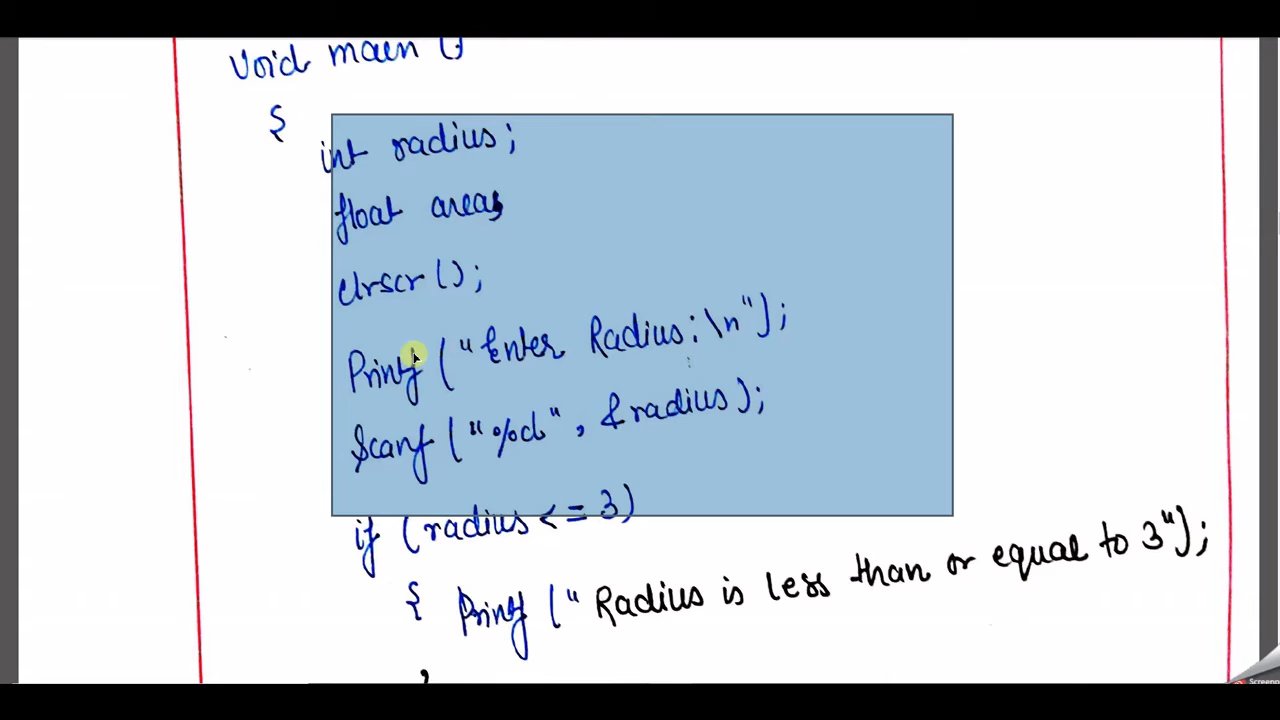 void main ()
{
int radius;
float area;
clrscr();
Printf ("Enter Radius:\n");
Scanf ("%d", &radius);
if (radius <= 3)
{ Printf ("Radius is less than or equal to 3");